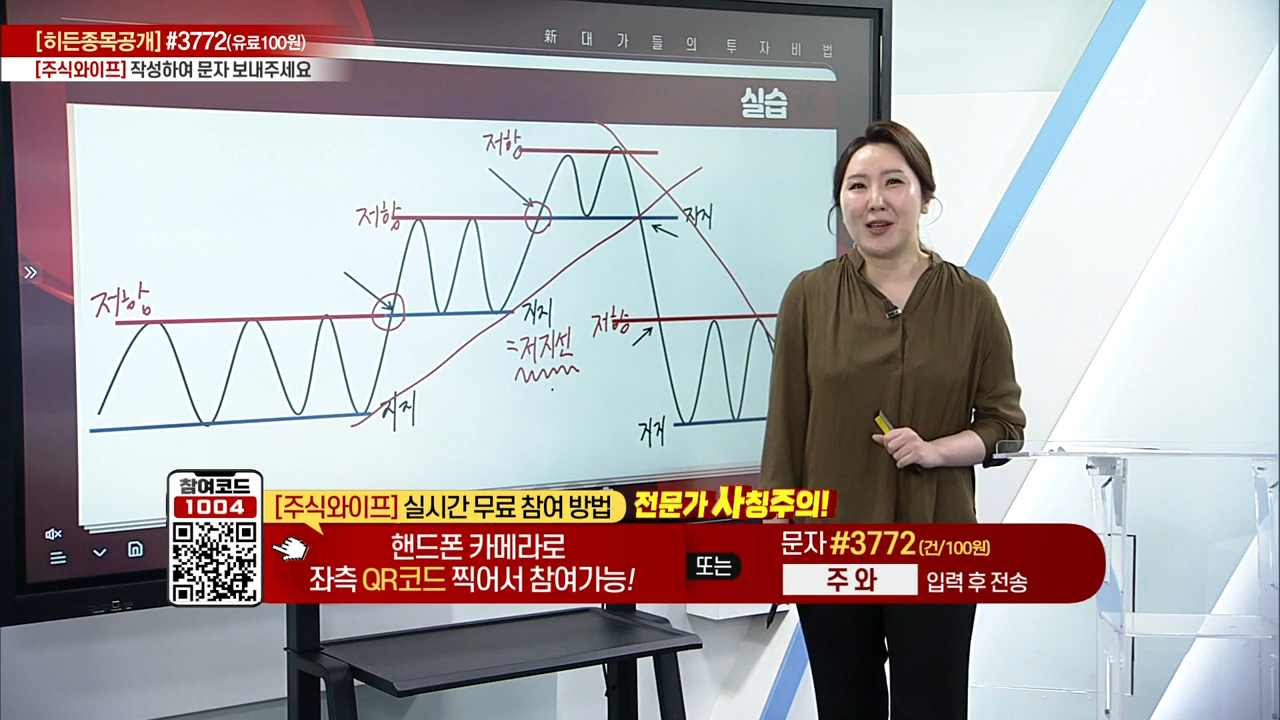 [히든종목공개] #3772(유료100원)
[주식와이프] 작성하여 문자 보내주세요
新 대가들의 투자비법
실습
저항
저항
지지
저항
지지
=저지선
저항
지지
지지
참여코드
1004
[주식와이프] 실시간 무료 참여 방법
전문가 사칭주의!
핸드폰 카메라로
좌측 QR코드 찍어서 참여가능!
또는
문자 #3772 (건/100원)
주 와 입력 후 전송